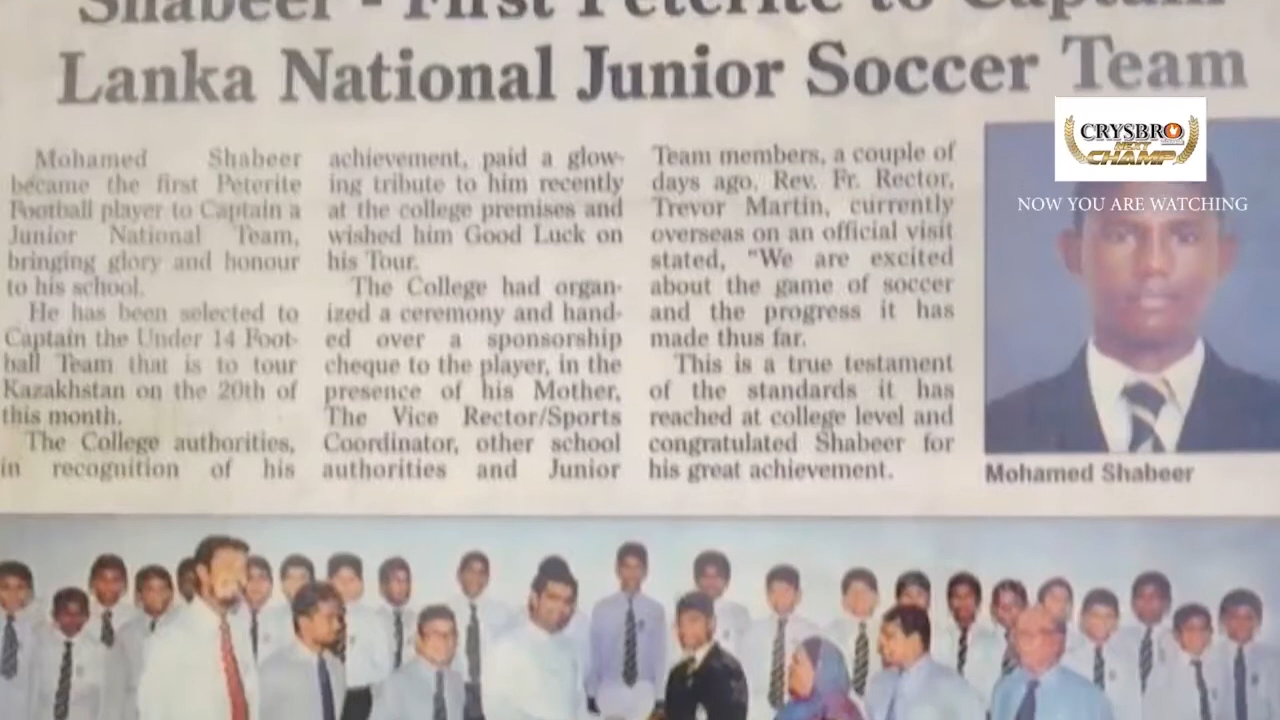 Shabeer - First Peterite to Captain
Lanka National Junior Soccer Team
Mohamed Shabeer
became the first Peterite
Football player to Captain a
Junior National Team,
bringing glory and honour
to his school.
He has been selected to
Captain the Under 14 Foot-
ball Team that is to tour
Kazakhstan on the 20th of
this month.
The College authorities,
in recognition of his
achievement, paid a glow-
ing tribute to him recently
at the college premises and
wished him Good Luck on
his Tour.
The College had organ-
ized a ceremony and hand-
ed over a sponsorship
cheque to the player, in the
presence of his Mother,
The Vice Rector/Sports
Coordinator, other school
authorities and Junior
Team members, a couple of
days ago, Rev. Fr. Rector,
Trevor Martin, currently
overseas on an official visit
stated, "We are excited
about the game of soccer
and the progress it has
made thus far.
This is a true testament
of the standards it has
reached at college level and
congratulated Shabeer for
his great achievement.
CRYSBRO
NEXT
CHAMP
NOW YOU ARE WATCHING
Mohamed Shabeer